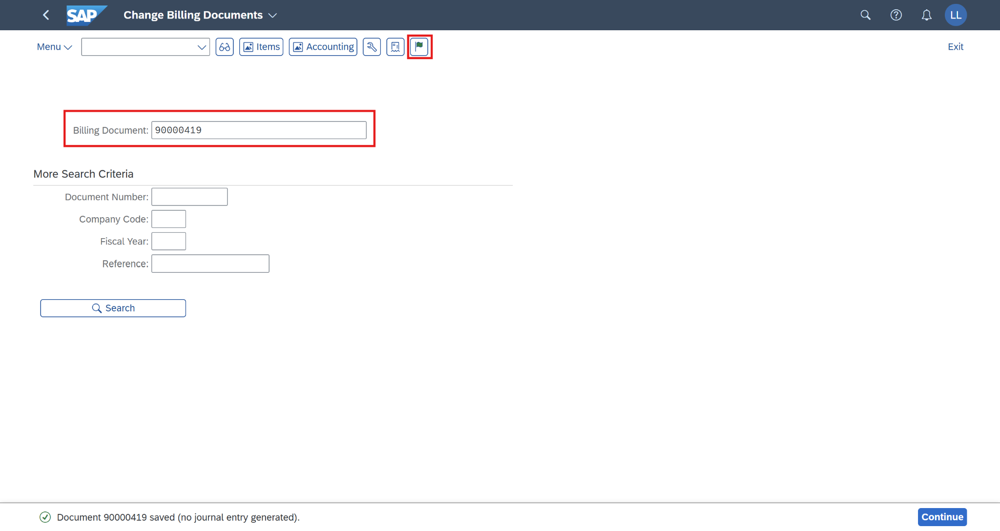 SAP Change Billing Documents LL
Menu Items Accounting Exit
Billing Document: 90000419
More Search Criteria
Document Number:
Company Code:
Fiscal Year:
Reference:
Search
Document 90000419 saved (no journal entry generated). Continue